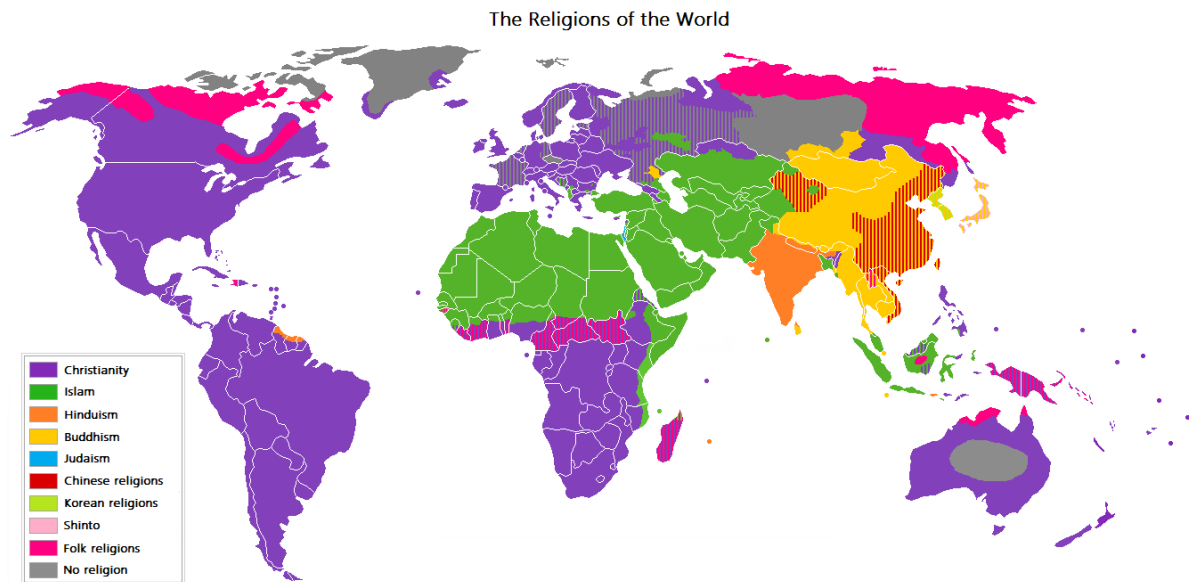 The Religions of the World
Christianity
Islam
Hinduism
Buddhism
Judaism
Chinese religions
Korean religions
Shinto
Folk religions
No religion